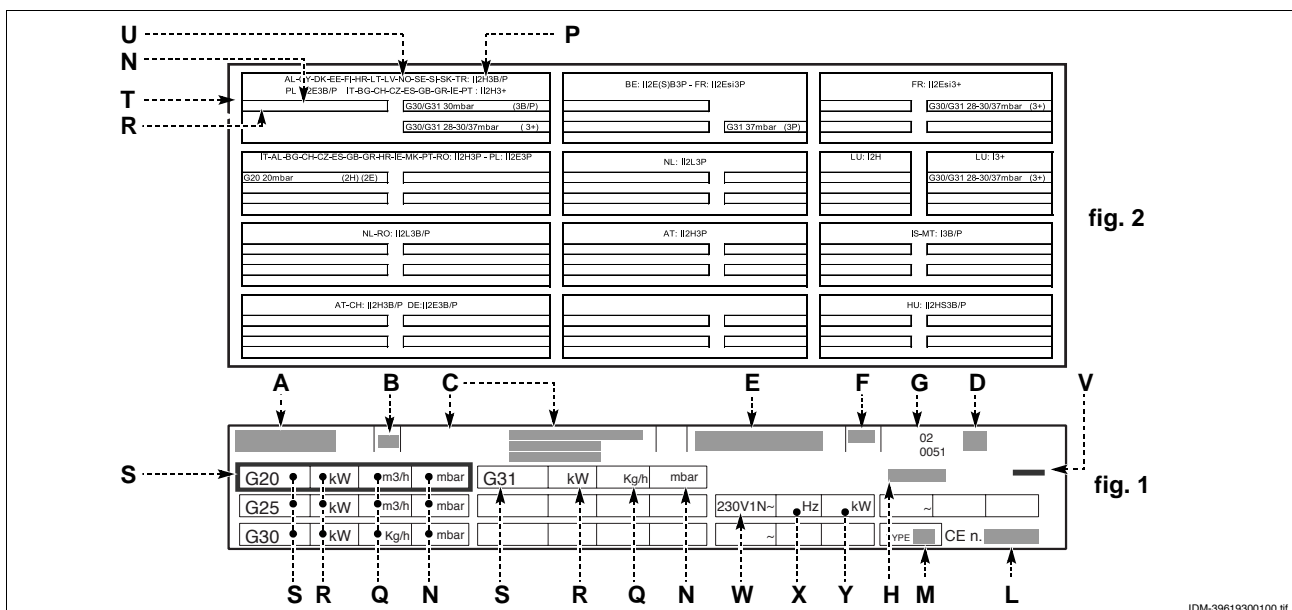 U P
N
T
R
AL-CY-DK-EE-FI-HR-LT-LV-NO-SE-SI-SK-TR: II2H3B/P
PL II2E3B/P IT-BG-CH-CZ-ES-GB-GR-IE-PT : II2H3+
G30/G31 30mbar (3B/P)
G30/G31 28-30/37mbar ( 3+)
BE: II2E(S)B3P - FR: II2Esi3P
G31 37mbar (3P)
FR: II2Esi3+
G30/G31 28-30/37mbar (3+)
IT-AL-BG-CH-CZ-ES-GB-GR-HR-IE-MK-PT-RO: II2H3P - PL: II2E3P
G20 20mbar (2H) (2E)
NL: II2L3P
LU: I2H
LU: I3+
G30/G31 28-30/37mbar (3+)
fig. 2
NL-RO: II2L3B/P
AT: II2H3P
IS-MT: I3B/P
AT-CH: II2H3B/P DE:II2E3B/P
HU: II2HS3B/P
A B C E F G D V
02
0051
S
G20 kW m3/h mbar G31 kW Kg/h mbar
fig. 1
G25 kW m3/h mbar 230V1N~ Hz kW ~
G30 kW Kg/h mbar ~ TYPE CE n.
S R Q N S R Q N W X Y H M L
IDM-39619300100.tif